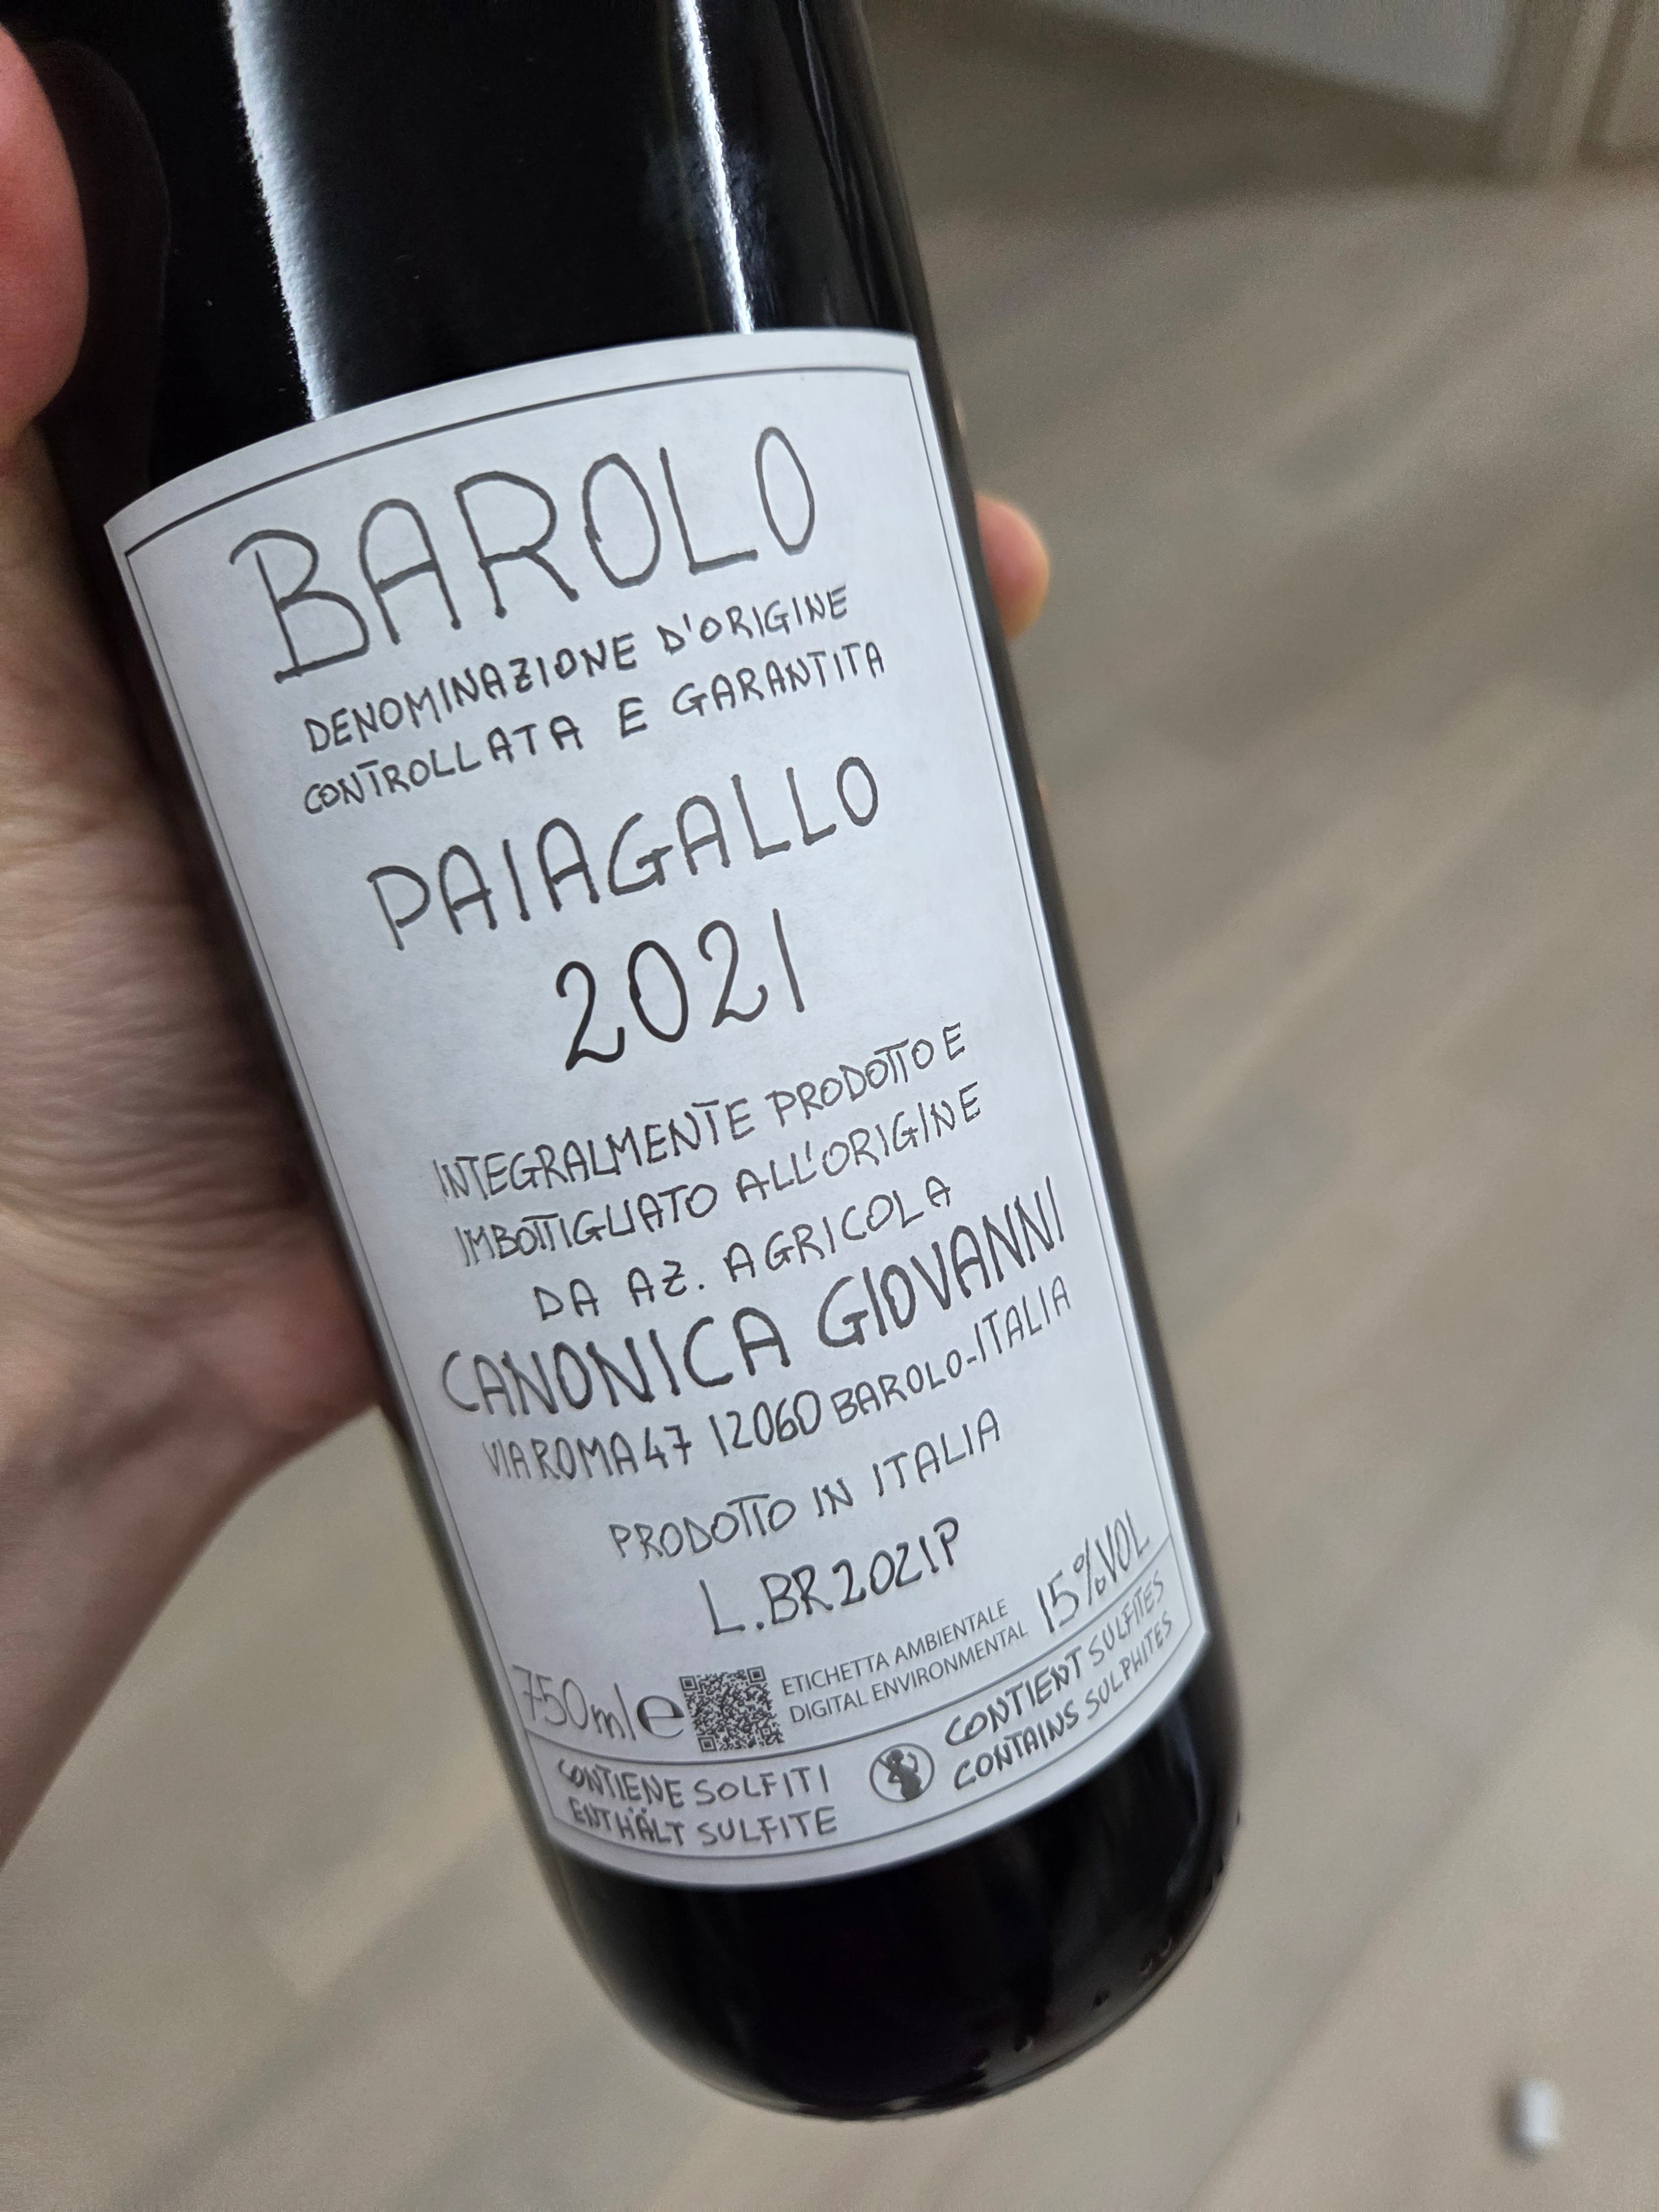 BAROLO
DENOMINAZIONE D'ORIGINE
CONTROLLATA E GARANTITA
PAIAGALLO
2021
INTEGRALMENTE PRODOTTO E
IMBOTTIGLIATO ALL'ORIGINE
DA AZ. AGRICOLA
CANONICA GIOVANNI
VIA ROMA 47 12060 BAROLO-ITALIA
PRODOTTO IN ITALIA
L.BR2021P
750ml e
ETICHETTA AMBIENTALE
DIGITAL ENVIRONMENTAL
15%VOL
CONTIENE SOLFITI
ENTHÄLT SULFITE
CONTIENT SULFITES
CONTAINS SULPHITES